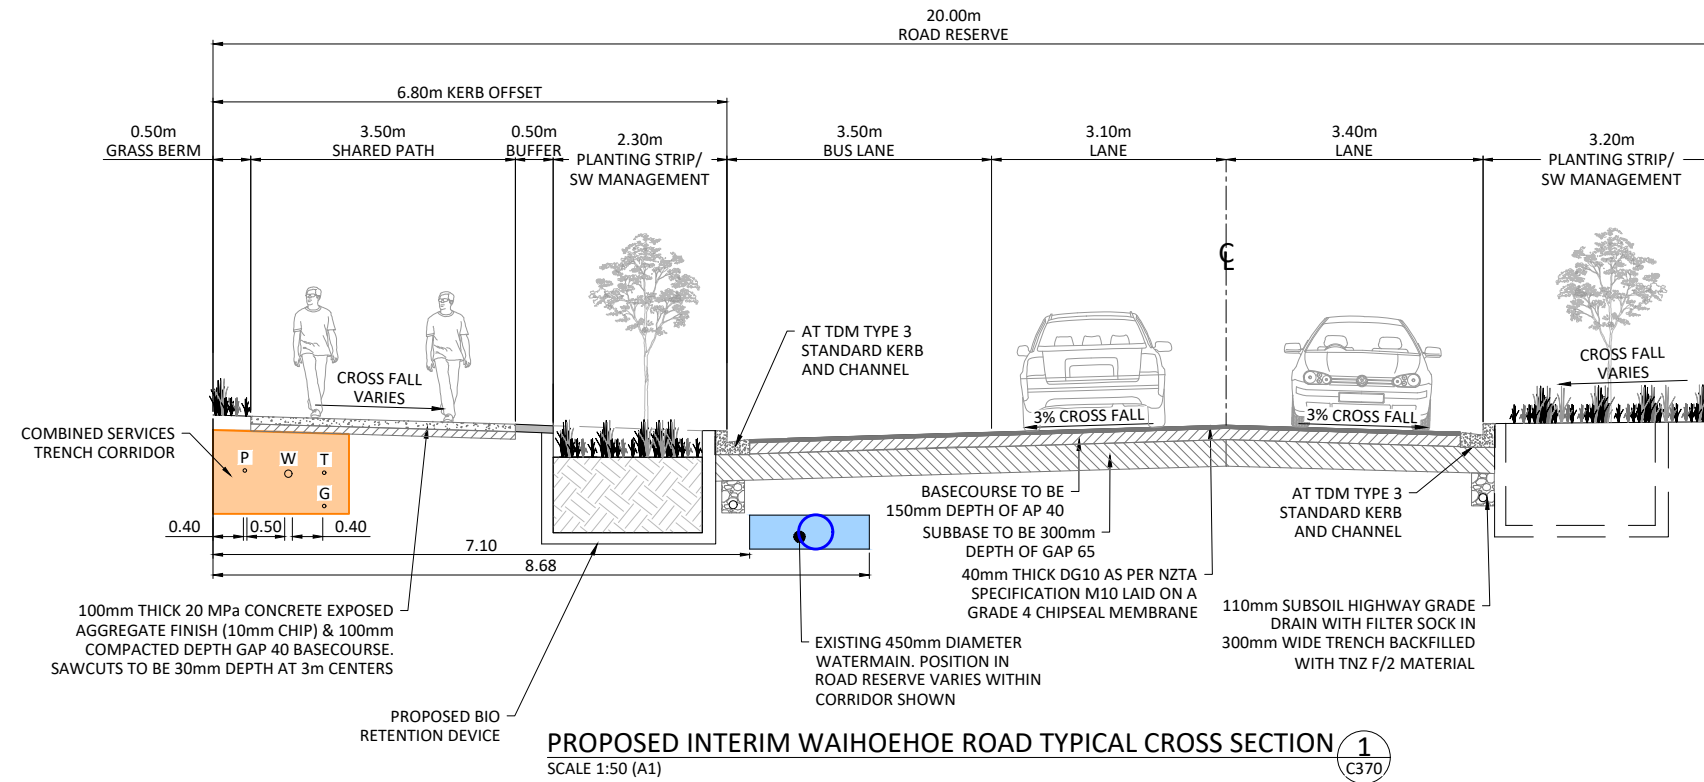 20.00m
ROAD RESERVE
6.80m KERB OFFSET
0.50m
GRASS BERM
3.50m
SHARED PATH
0.50m
BUFFER
2.30m
PLANTING STRIP/
SW MANAGEMENT
3.50m
BUS LANE
3.10m
LANE
3.40m
LANE
3.20m
PLANTING STRIP/
SW MANAGEMENT
CL
AT TDM TYPE 3
STANDARD KERB
AND CHANNEL
CROSS FALL
VARIES
CROSS FALL
VARIES
3% CROSS FALL
3% CROSS FALL
COMBINED SERVICES
TRENCH CORRIDOR
P
W
T
G
0.40
0.50
0.40
7.10
8.68
BASECOURSE TO BE
150mm DEPTH OF AP 40
SUBBASE TO BE 300mm
DEPTH OF GAP 65
40mm THICK DG10 AS PER NZTA
SPECIFICATION M10 LAID ON A
GRADE 4 CHIPSEAL MEMBRANE
AT TDM TYPE 3
STANDARD KERB
AND CHANNEL
110mm SUBSOIL HIGHWAY GRADE
DRAIN WITH FILTER SOCK IN
300mm WIDE TRENCH BACKFILLED
WITH TNZ F/2 MATERIAL
100mm THICK 20 MPa CONCRETE EXPOSED
AGGREGATE FINISH (10mm CHIP) & 100mm
COMPACTED DEPTH GAP 40 BASECOURSE.
SAWCUTS TO BE 30mm DEPTH AT 3m CENTERS
EXISTING 450mm DIAMETER
WATERMAIN. POSITION IN
ROAD RESERVE VARIES WITHIN
CORRIDOR SHOWN
PROPOSED BIO
RETENTION DEVICE
PROPOSED INTERIM WAIHOEHOE ROAD TYPICAL CROSS SECTION
SCALE 1:50 (A1)
1
C370